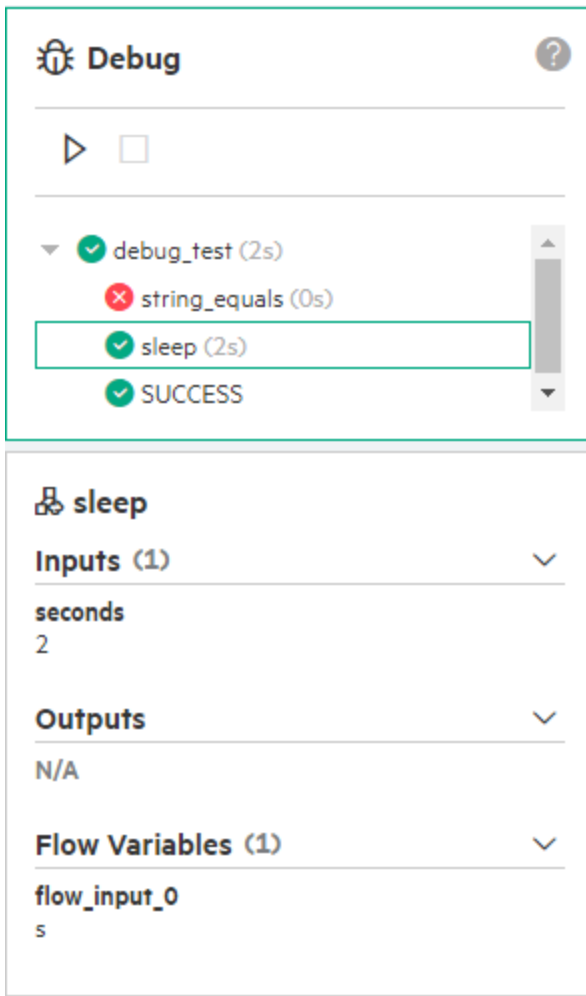 Debug
?
debug_test (2s)
string_equals (0s)
sleep (2s)
SUCCESS
sleep
Inputs (1)
seconds
2
Outputs
N/A
Flow Variables (1)
flow_input_0
s